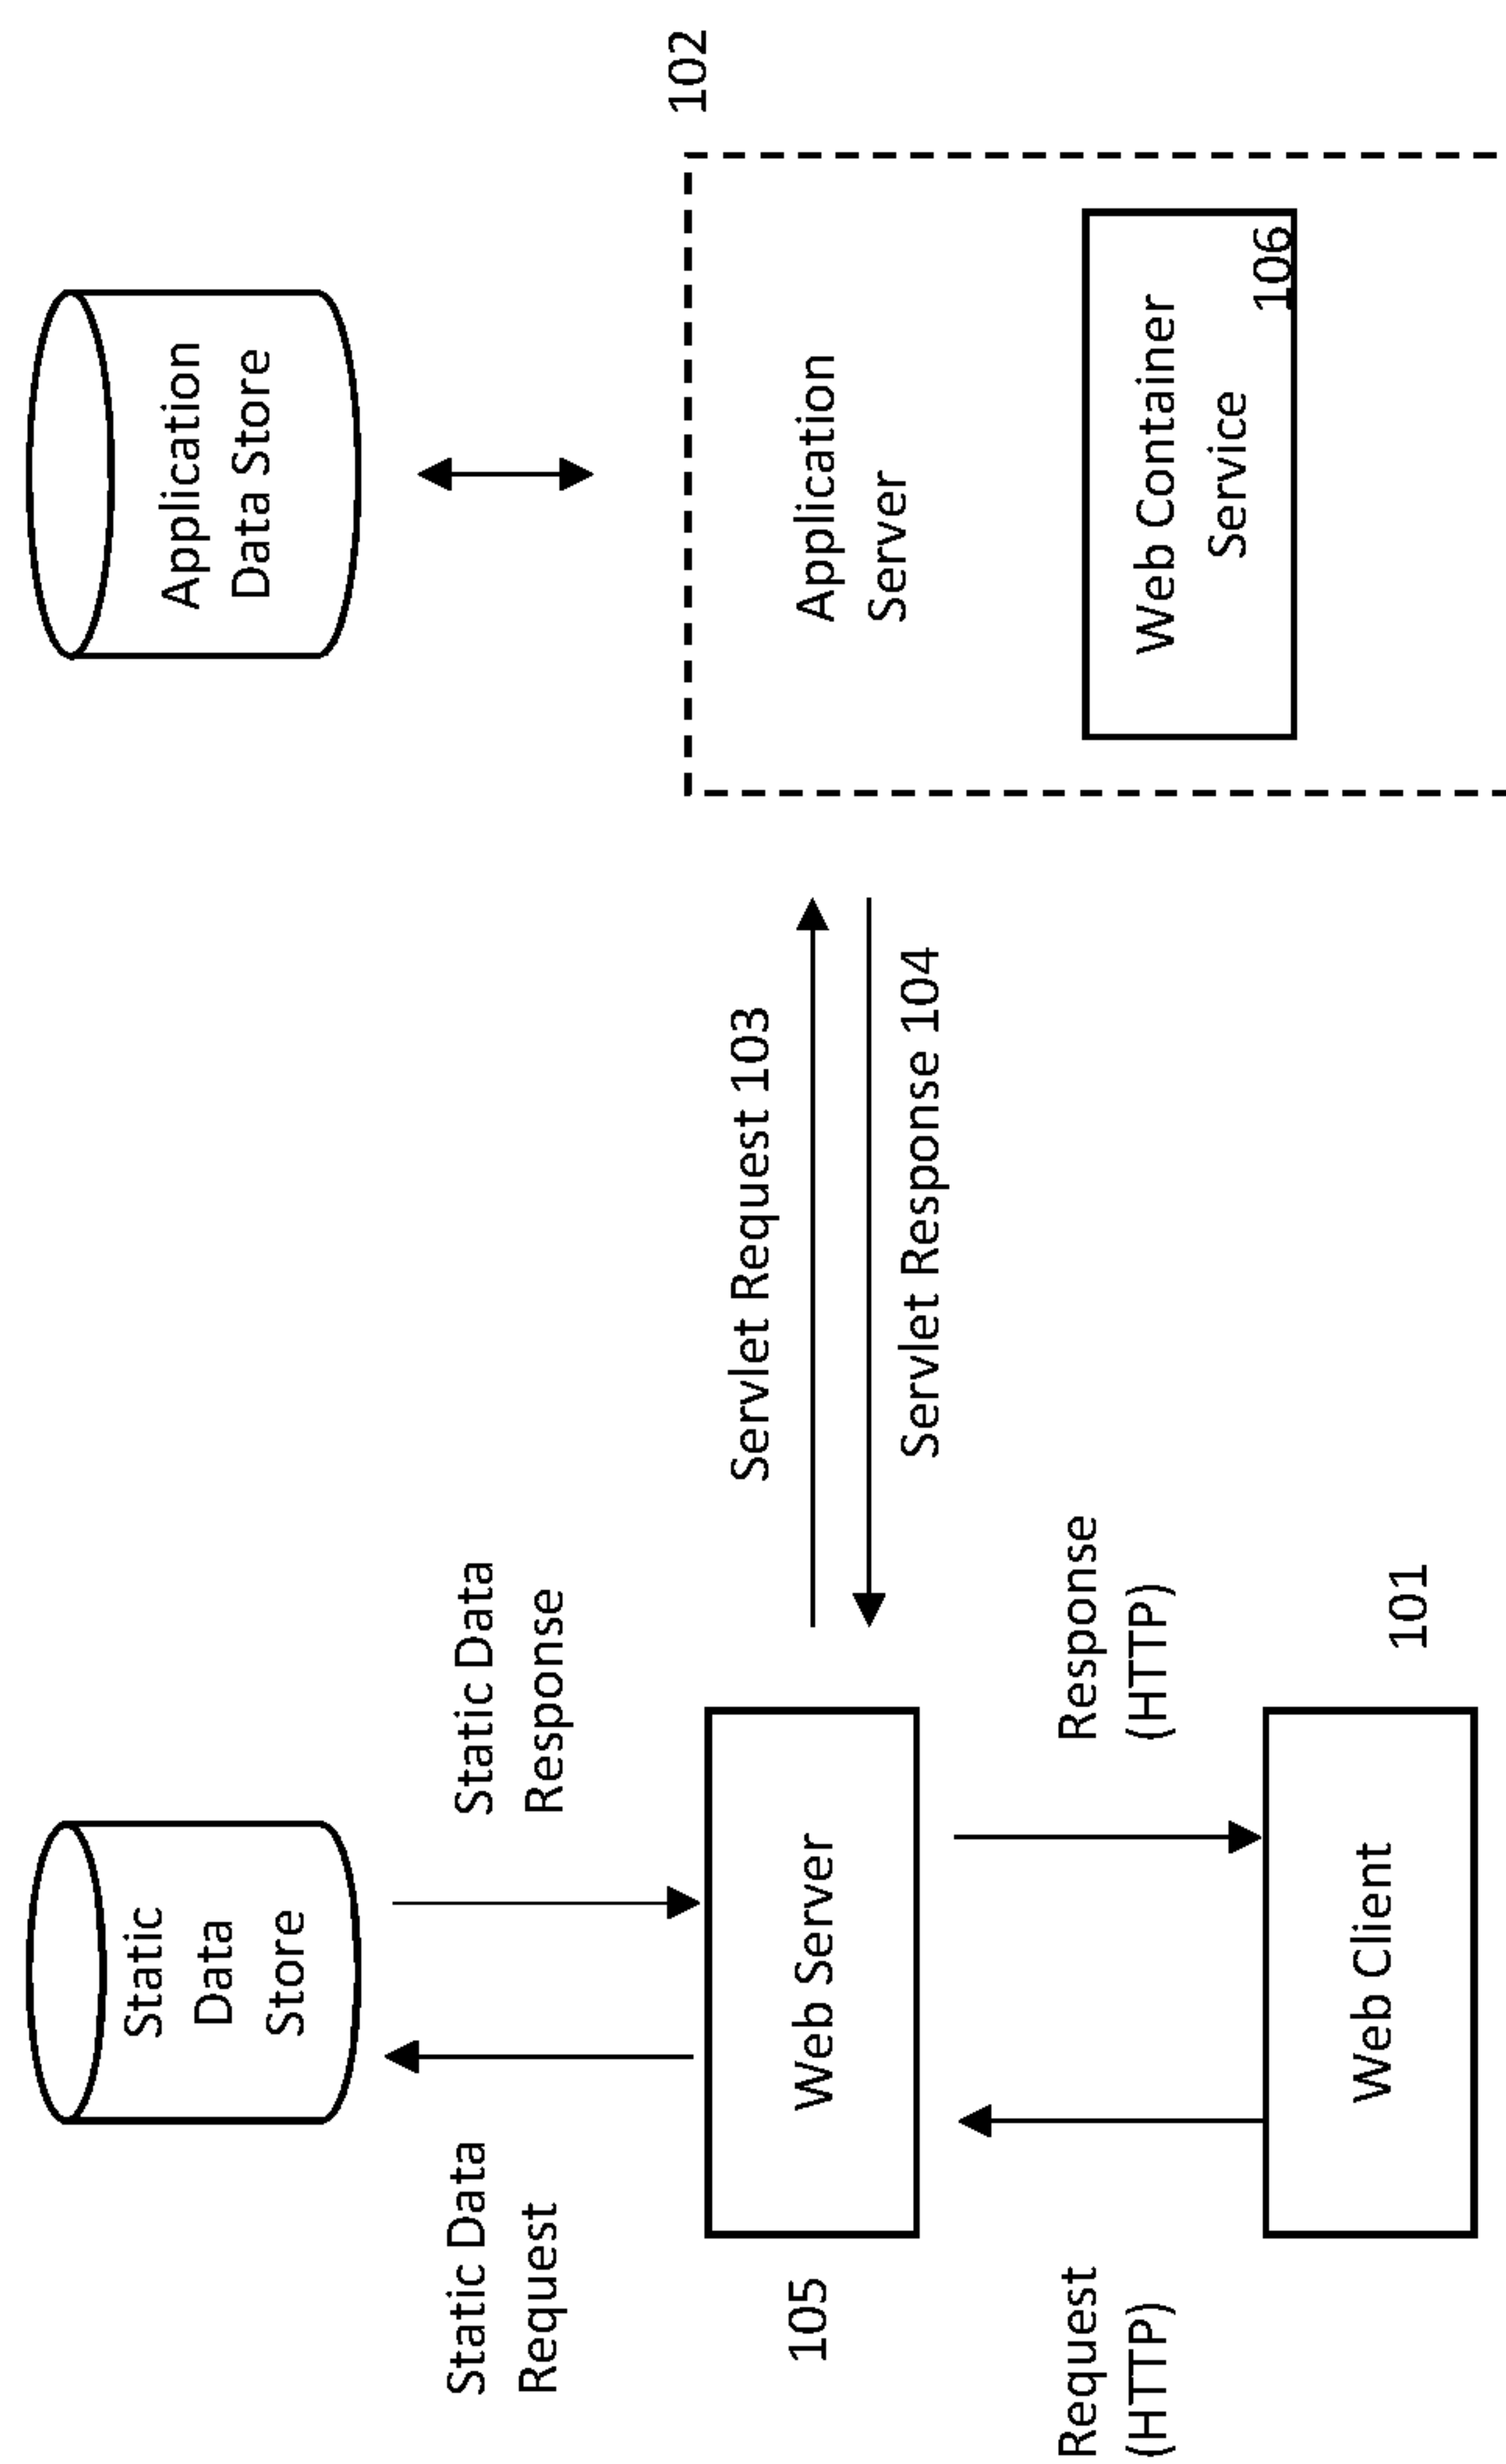 Static
Data
Store
Application
Data Store
Static Data
Request
Static Data
Response
102
105
Web Server
Servlet Request 103
Servlet Response 104
Application
Server
Request
(HTTP)
Response
(HTTP)
Web Container
Service
106
Web Client
101